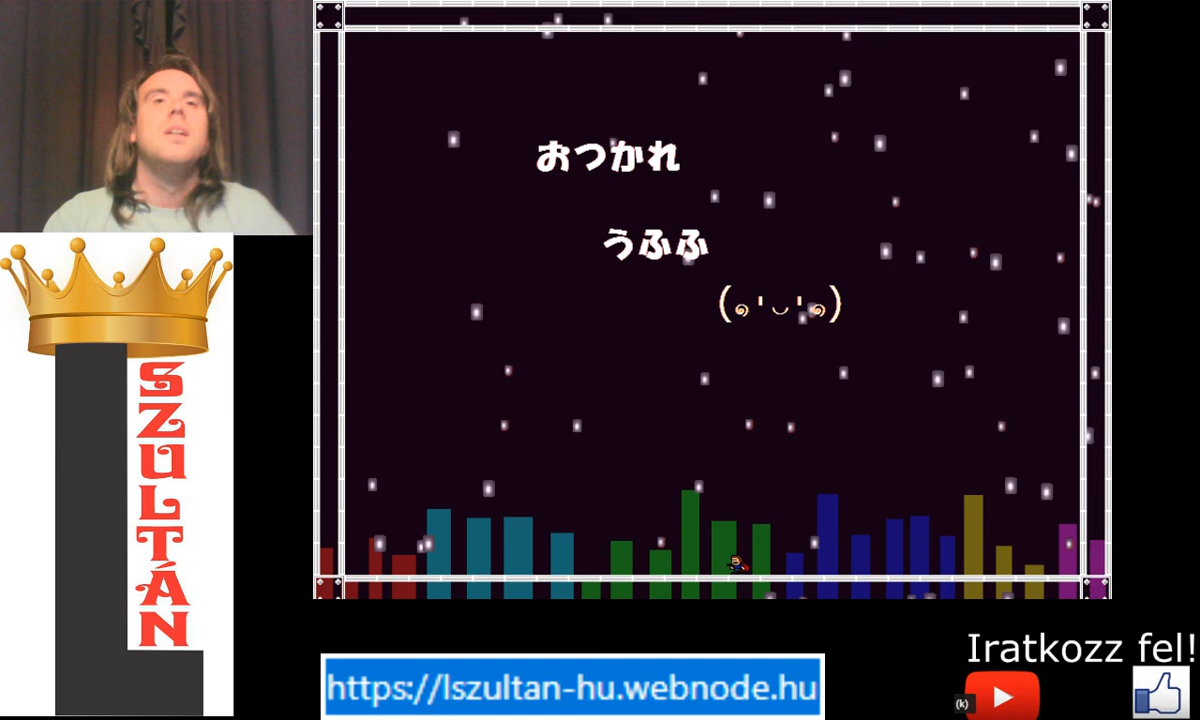 おつかれ
うふふ
(๑'‿'๑)
L
SZULTÁN
Iratkozz fel!
https://lszultan-hu.webnode.hu
(k)